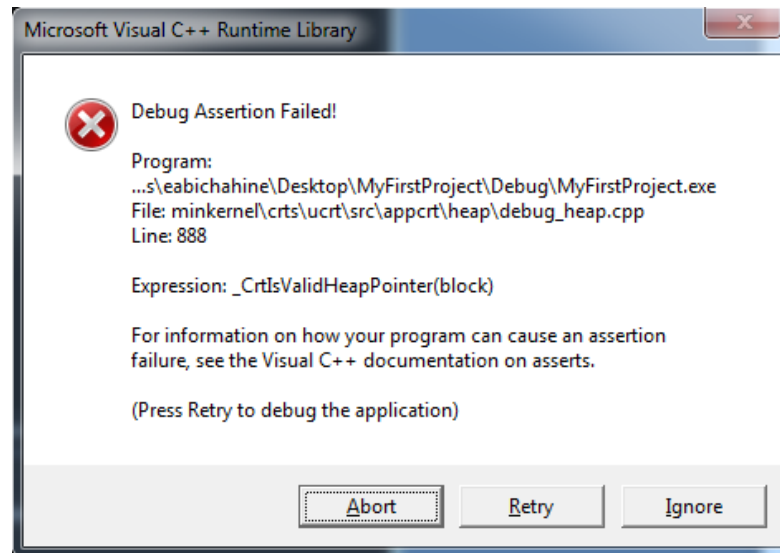 Microsoft Visual C++ Runtime Library
Debug Assertion Failed!
Program:
...s\eabichahine\Desktop\MyFirstProject\Debug\MyFirstProject.exe
File: minkernel\crts\ucrt\src\appcrt\heap\debug_heap.cpp
Line: 888
Expression: _CrtIsValidHeapPointer(block)
For information on how your program can cause an assertion
failure, see the Visual C++ documentation on asserts.
(Press Retry to debug the application)
Abort
Retry
Ignore